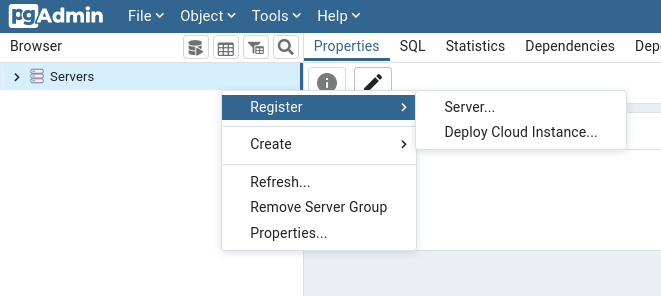 pgAdmin File Object Tools Help
Browser Properties SQL Statistics Dependencies Dep
Servers
Register Server...
Deploy Cloud Instance...
Create
Refresh...
Remove Server Group
Properties...